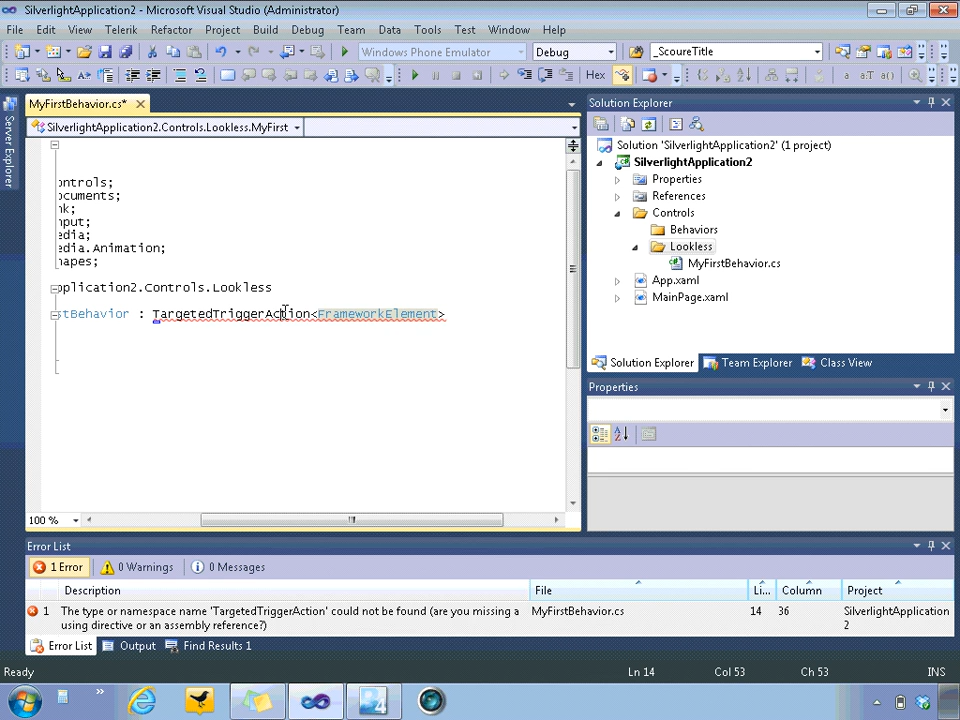 SilverlightApplication2 - Microsoft Visual Studio (Administrator)
File Edit View Telerik Refactor Project Build Debug Team Data Tools Test Window Help
Windows Phone Emulator Debug _ScoureTitle
Hex
MyFirstBehavior.cs*
SilverlightApplication2.Controls.Lookless.MyFirst
Server Explorer
ontrols;
ocuments;
nk;
nput;
edia;
edia.Animation;
hapes;
pplication2.Controls.Lookless
stBehavior : TargetedTriggerAction<FrameworkElement>
100 %
Solution Explorer
Solution 'SilverlightApplication2' (1 project)
SilverlightApplication2
Properties
References
Controls
Behaviors
Lookless
MyFirstBehavior.cs
App.xaml
MainPage.xaml
Solution Explorer Team Explorer Class View
Properties
Error List
1 Error 0 Warnings 0 Messages
Description File Li... Column Project
1 The type or namespace name 'TargetedTriggerAction' could not be found (are you missing a using directive or an assembly reference?) MyFirstBehavior.cs 14 36 SilverlightApplication2
Error List Output Find Results 1
Ready Ln 14 Col 53 Ch 53 INS